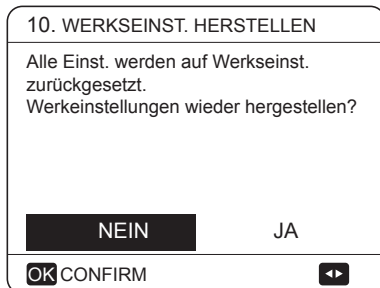 10. WERKSEINST. HERSTELLEN
Alle Einst. werden auf Werkseinst.
zurückgesetzt.
Werkeinstellungen wieder hergestellen?
NEIN JA
OK CONFIRM